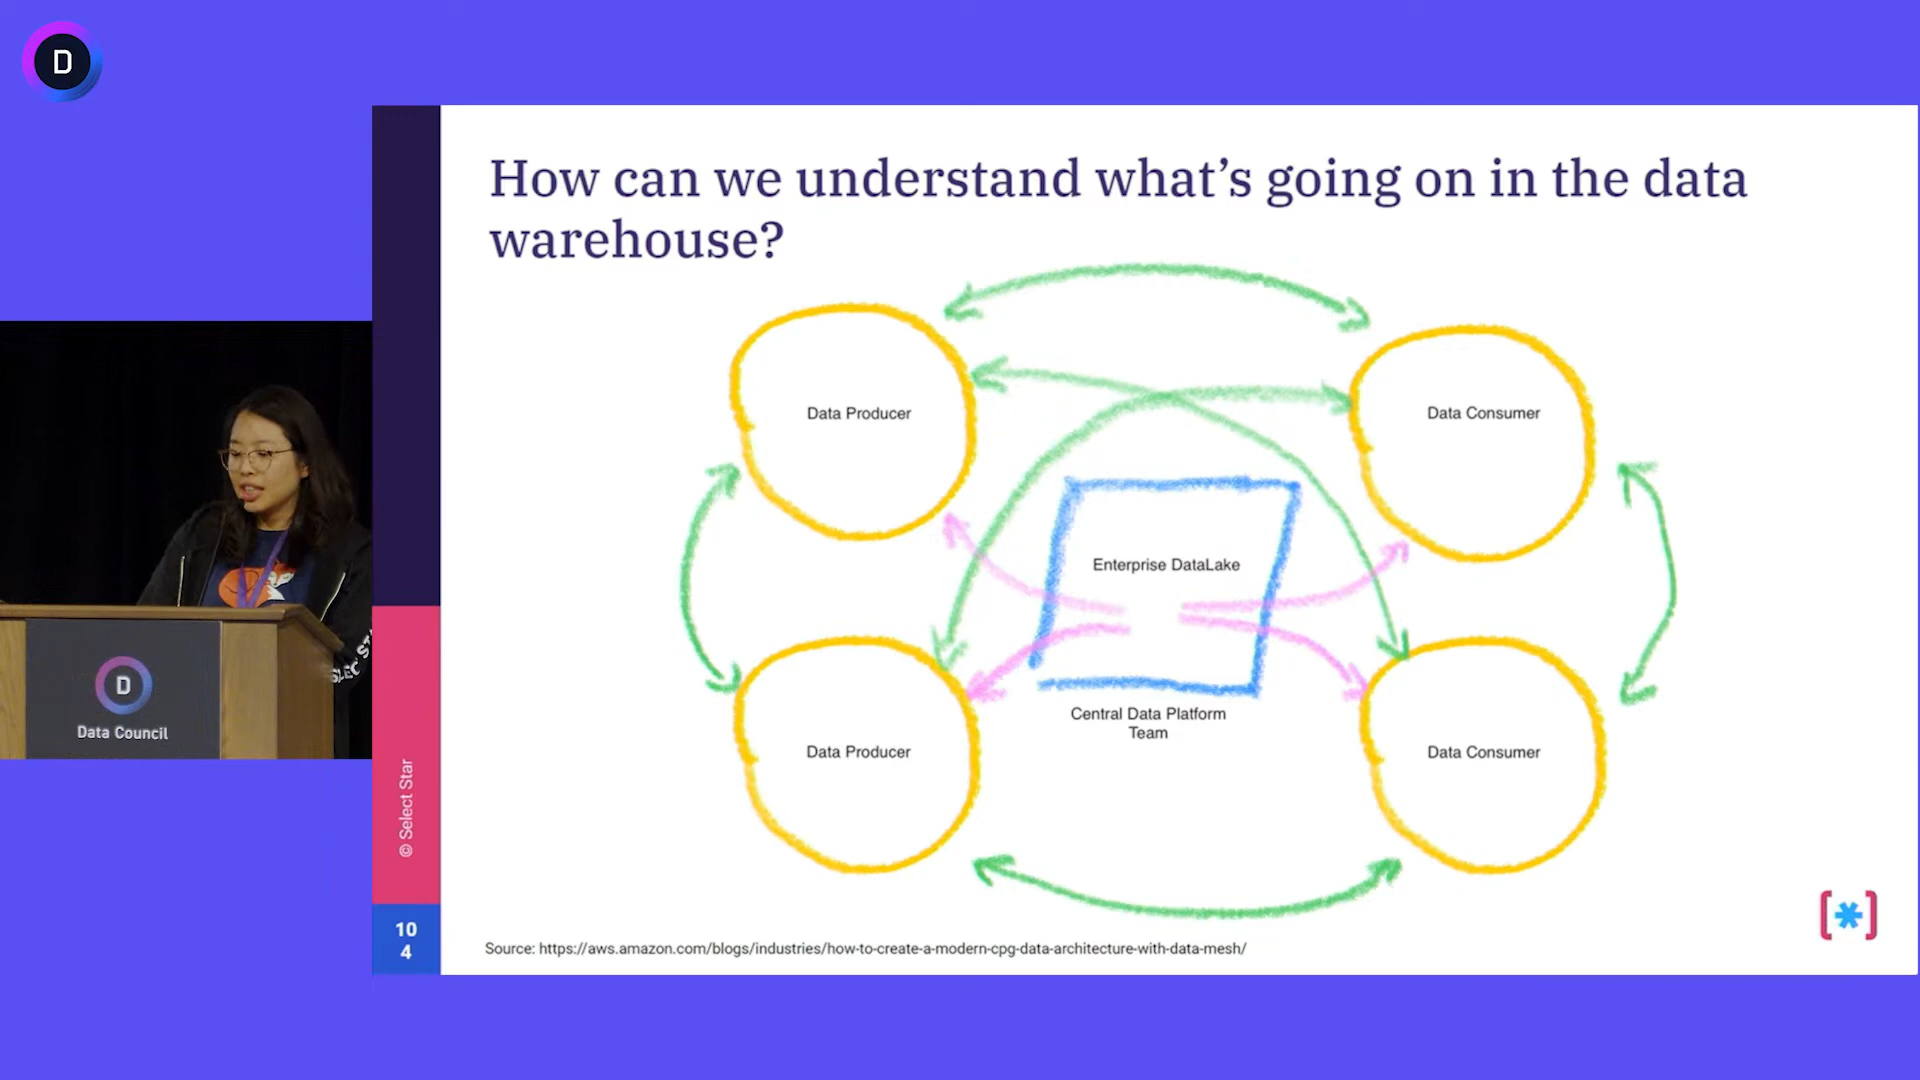 D
How can we understand what's going on in the data
warehouse?
Data Producer
Data Consumer
Enterprise DataLake
Central Data Platform
Team
Data Producer
Data Consumer
© Select Star
10
4
Source: https://aws.amazon.com/blogs/industries/how-to-create-a-modern-cpg-data-architecture-with-data-mesh/
[*]
D
Data Council